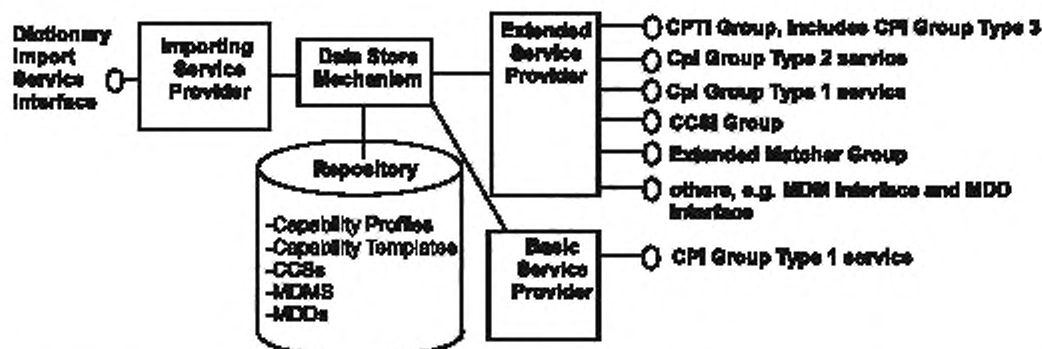 Dictionary
Import
Service
Interface
Importing
Service
Provider
Data Store
Mechanism
Extended
Service
Provider
CPTI Group, includes CPI Group Type 3
Cpi Group Type 2 service
Cpi Group Type 1 service
CCSI Group
Extended Matcher Group
others, e.g. MDM Interface and MDD
Interface
Repository
-Capability Profiles
-Capability Templates
-CCSs
-MDMS
-MDDs
Basic
Service
Provider
CPI Group Type 1 service